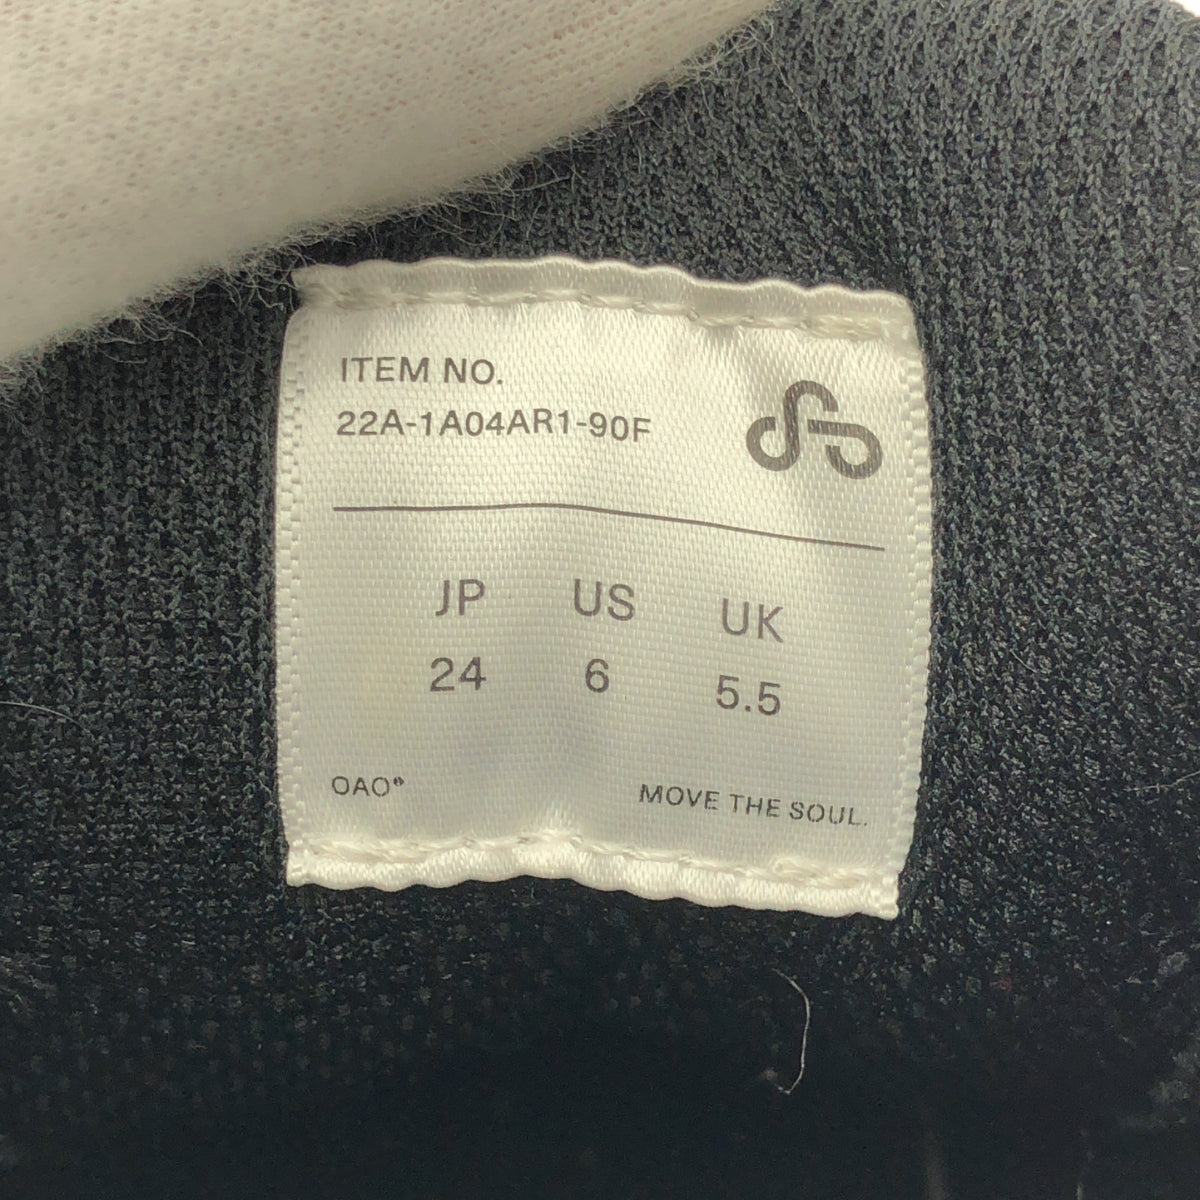 ITEM NO.
22A-1A04AR1-90F
JP US UK
24 6 5.5
OAO®
MOVE THE SOUL.